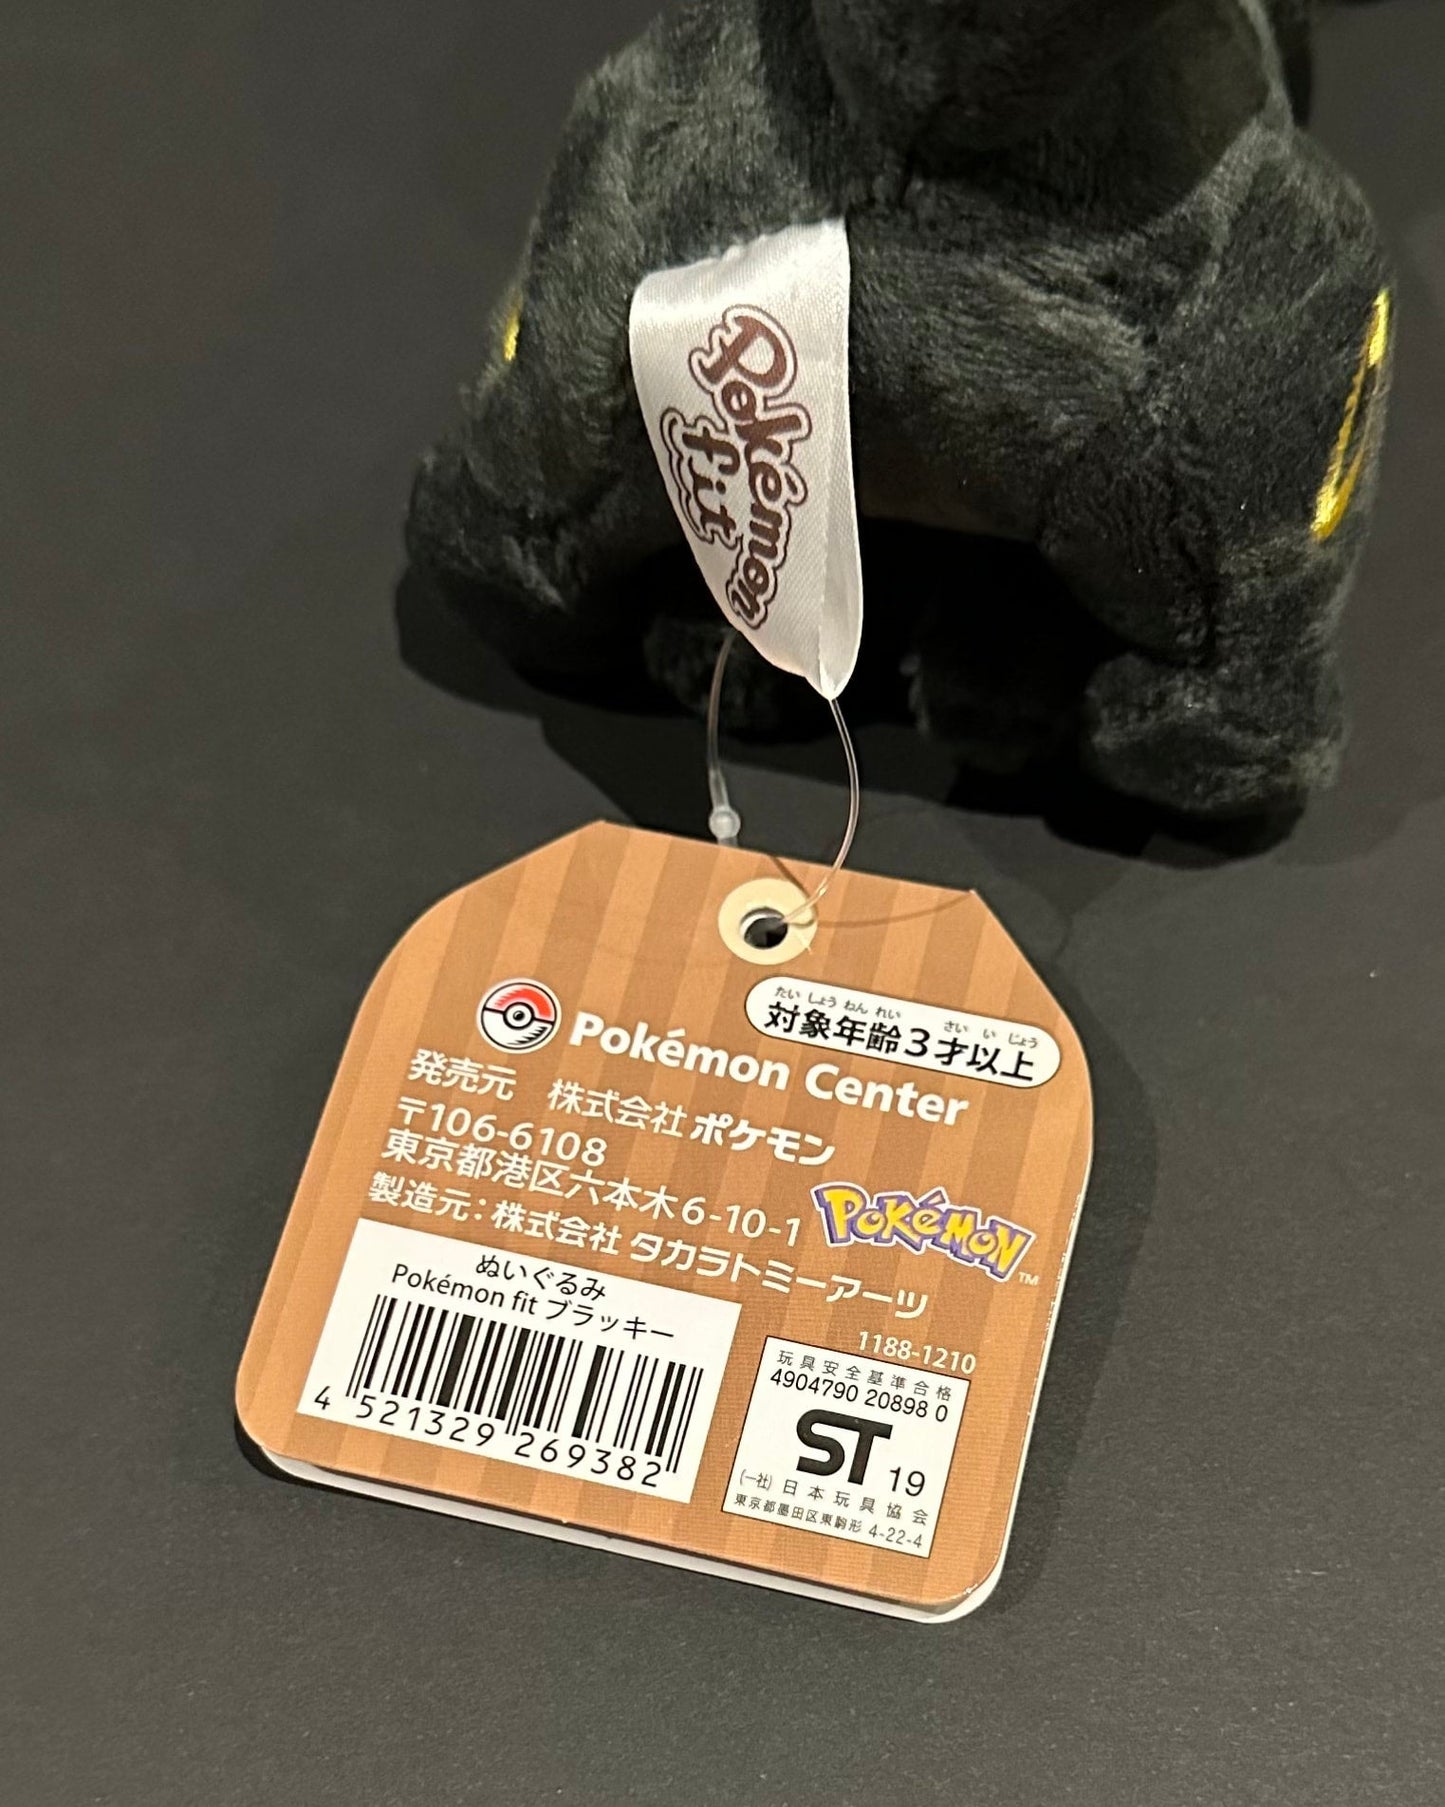 Pokémon
fit
たいしょうねんれい さいいじょう
対象年齢3才以上
Pokémon Center
発売元 株式会社ポケモン
〒106-6108
東京都港区六本木6-10-1
製造元:株式会社タカラトミーアーツ
POKéMON
TM
ぬいぐるみ
Pokémon fit ブラッキー
4 521329 269382
1188-1210
玩具安全基準合格
4904790 20898 0
ST 19
(一社)日本玩具協会
東京都墨田区東駒形 4-22-4